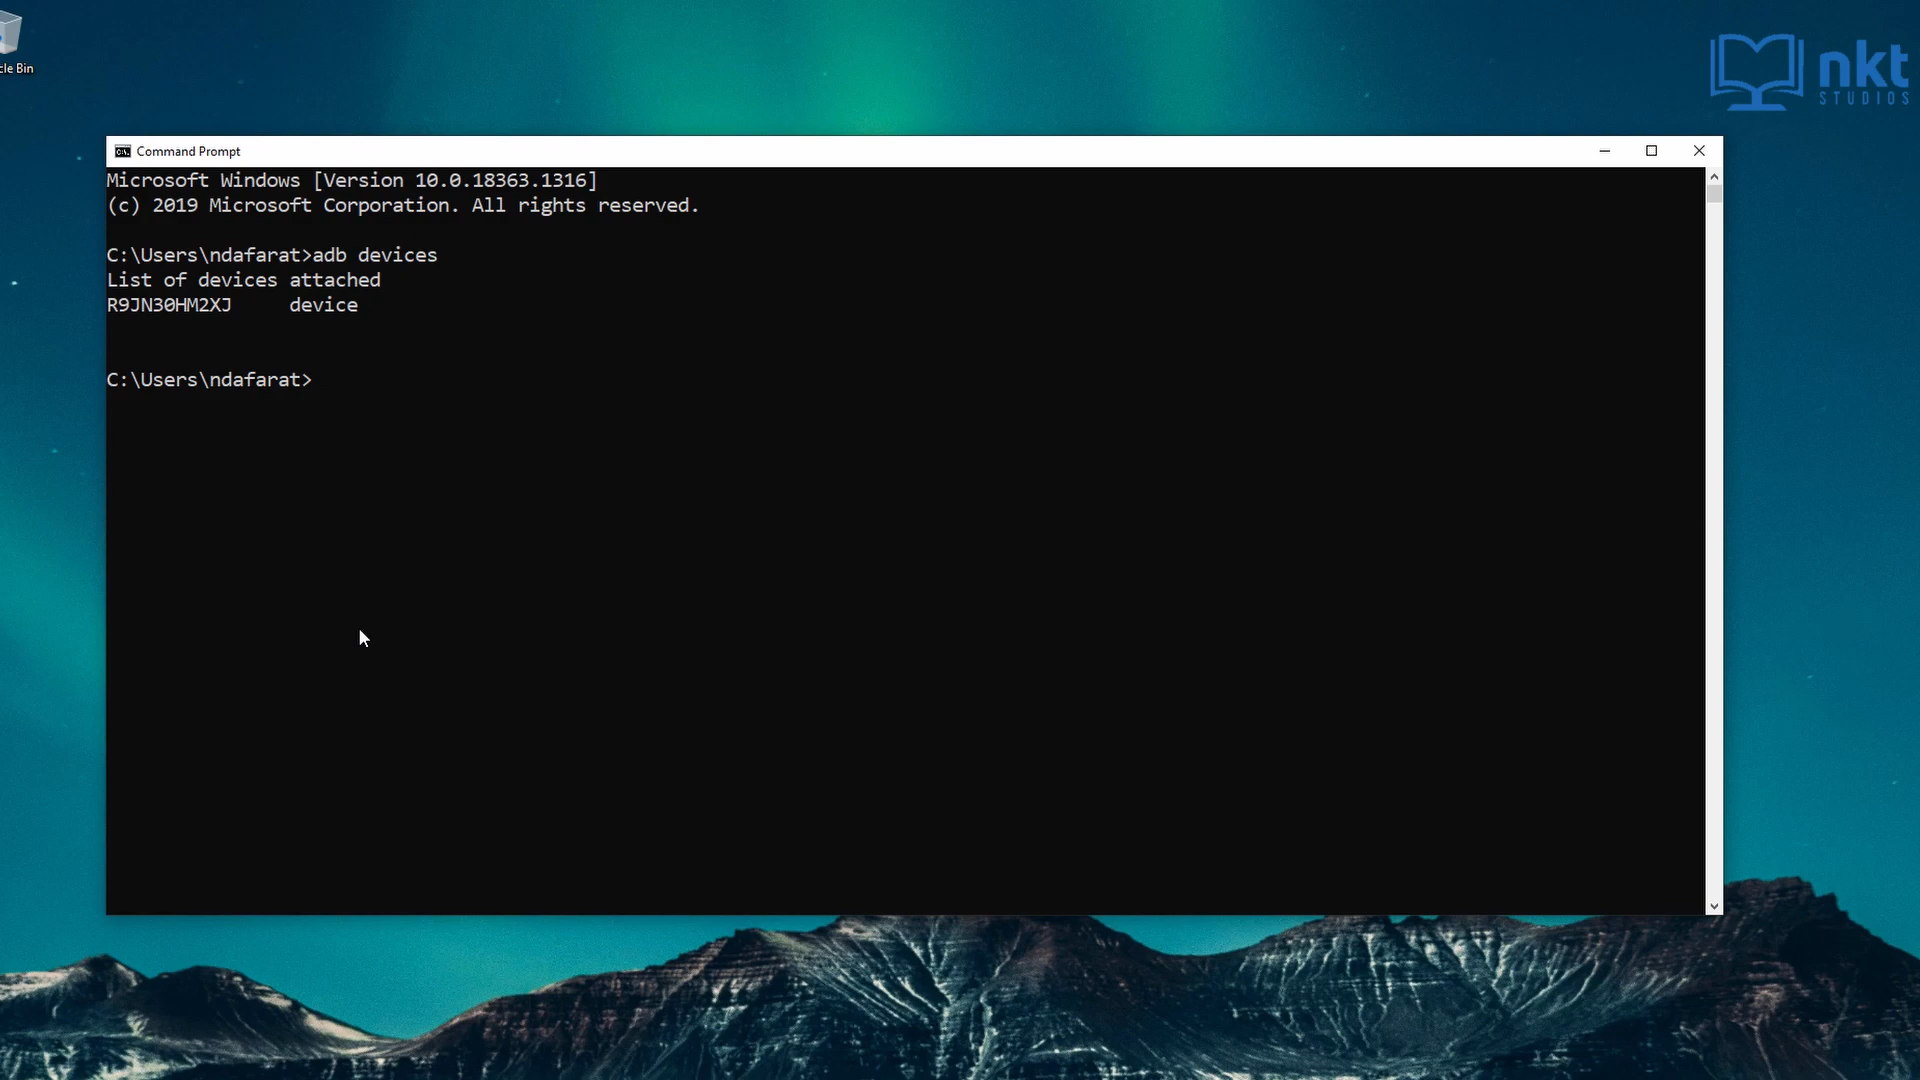 cle Bin
nkt
STUDIOS
Command Prompt
Microsoft Windows [Version 10.0.18363.1316]
(c) 2019 Microsoft Corporation. All rights reserved.
C:\Users\ndafarat>adb devices
List of devices attached
R9JN30HM2XJ device
C:\Users\ndafarat>